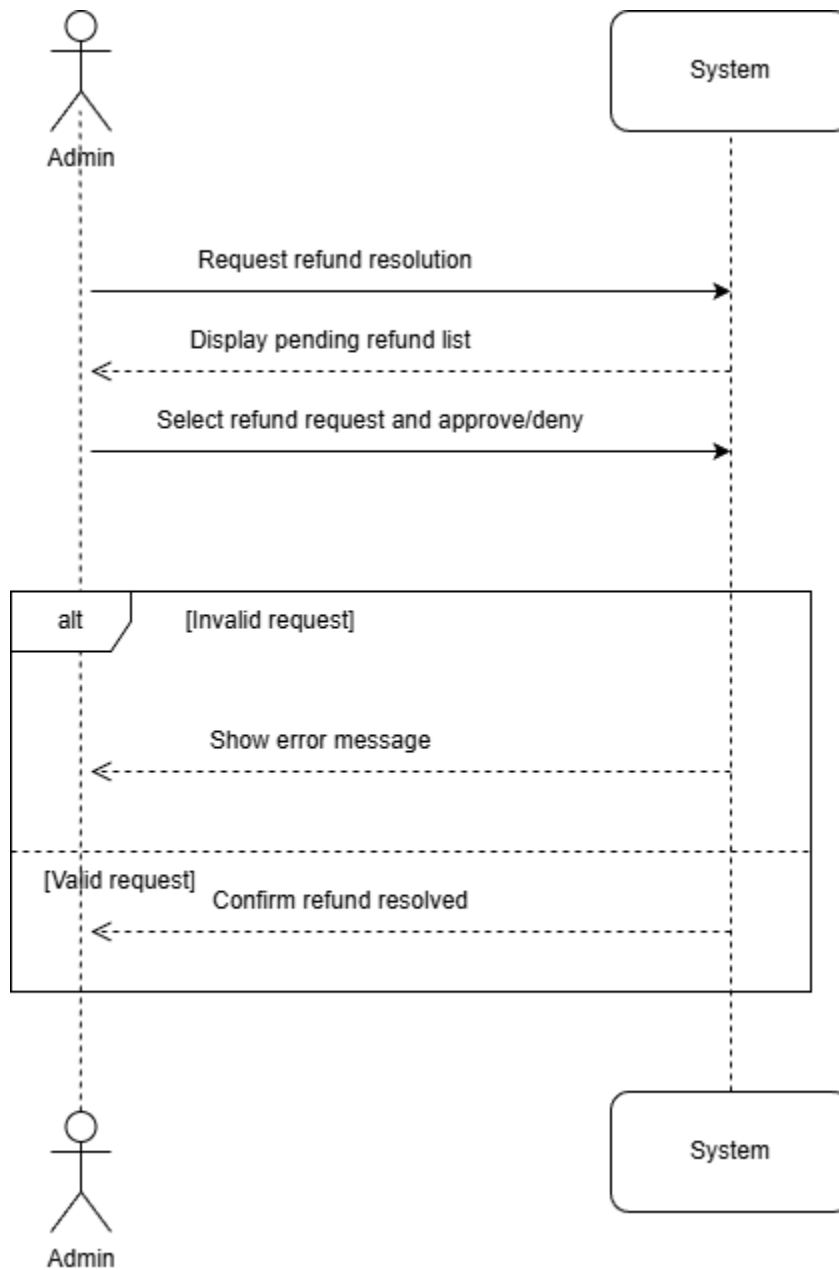 System
Admin
Request refund resolution
Display pending refund list
Select refund request and approve/deny
alt
[Invalid request]
Show error message
[Valid request]
Confirm refund resolved
System
Admin